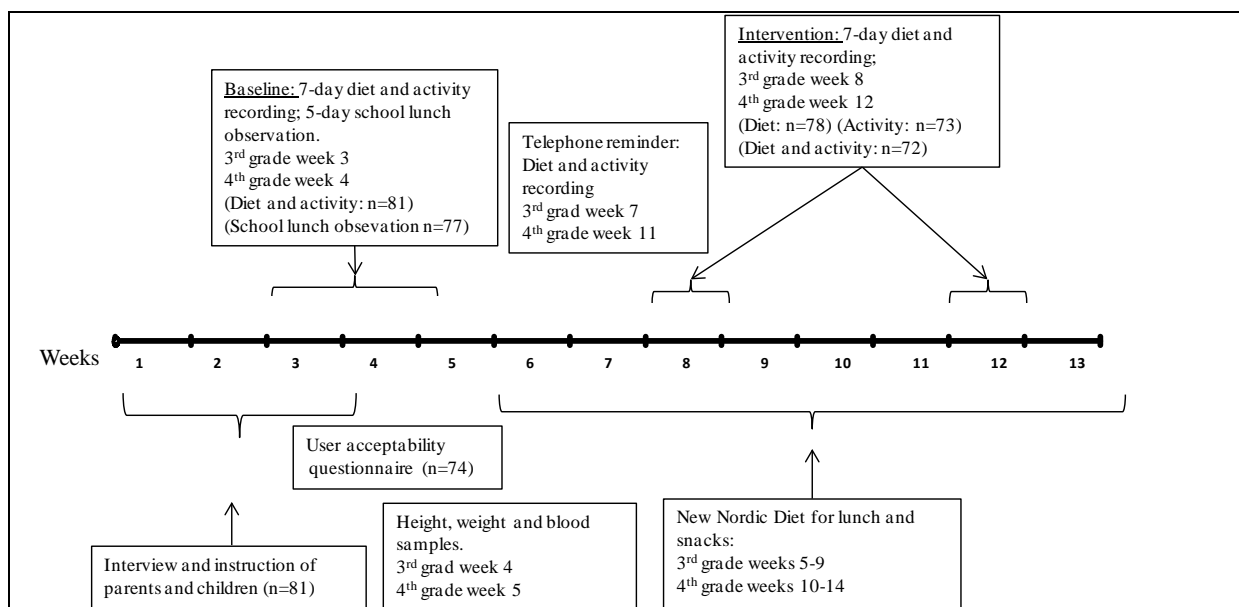 Baseline: 7-day diet and activity
recording; 5-day school lunch
observation.
3rd grade week 3
4th grade week 4
(Diet and activity: n=81)
(School lunch obsevation n=77)
Telephone reminder:
Diet and activity
recording
3rd grad week 7
4th grade week 11
Intervention: 7-day diet and
activity recording;
3rd grade week 8
4th grade week 12
(Diet: n=78) (Activity: n=73)
(Diet and activity: n=72)
Weeks 1 2 3 4 5 6 7 8 9 10 11 12 13
User acceptability
questionnaire (n=74)
Interview and instruction of
parents and children (n=81)
Height, weight and blood
samples.
3rd grad week 4
4th grade week 5
New Nordic Diet for lunch and
snacks:
3rd grade weeks 5-9
4th grade weeks 10-14